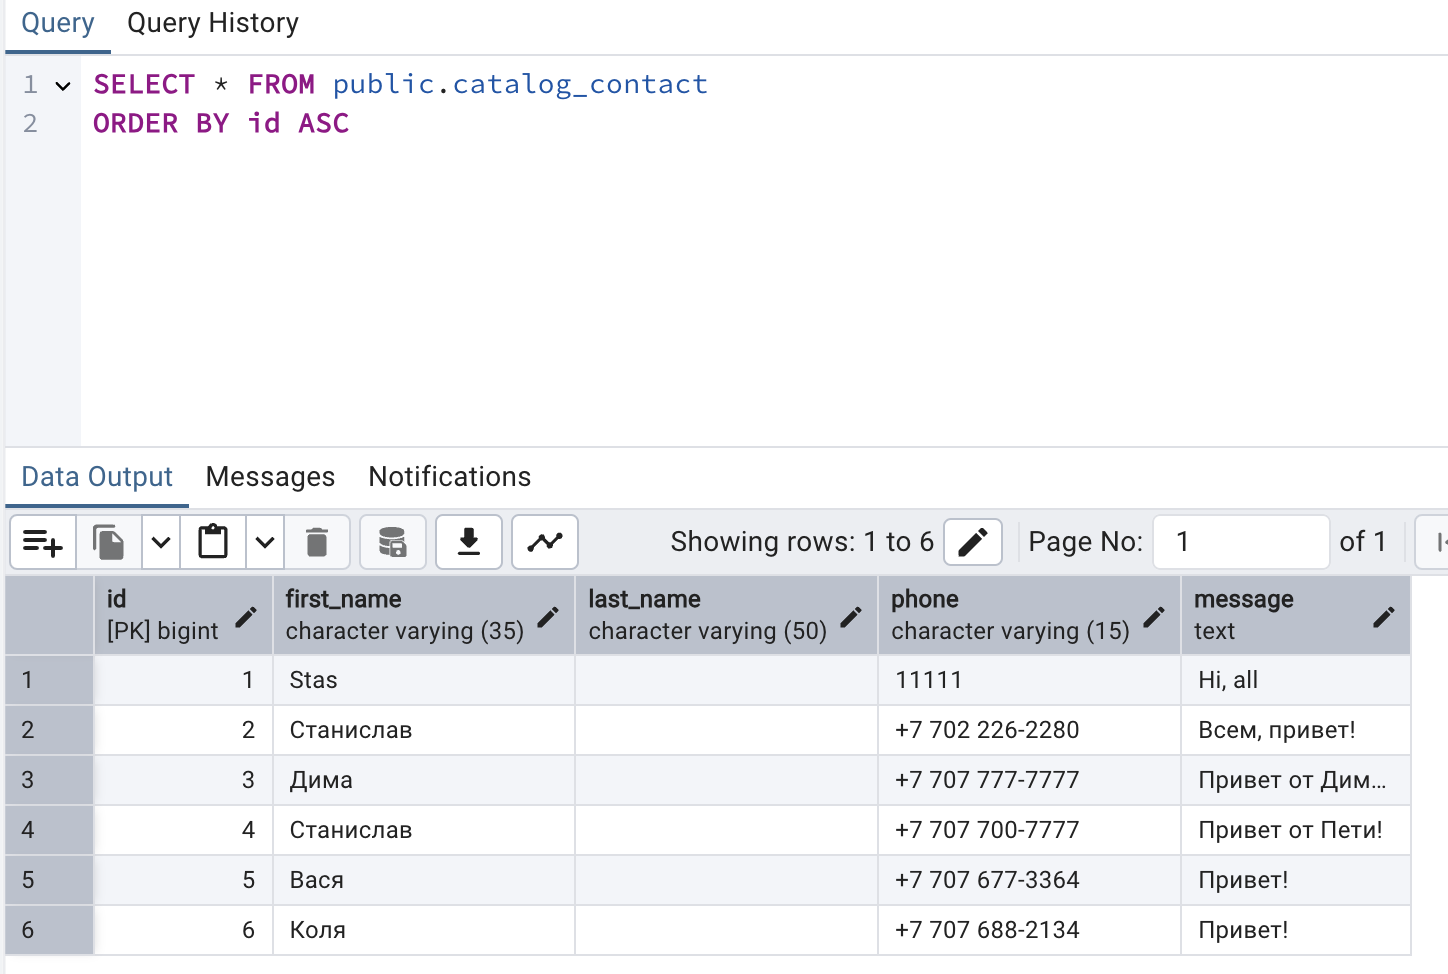 Query Query History
1 SELECT * FROM public.catalog_contact
2 ORDER BY id ASC
Data Output Messages Notifications
Showing rows: 1 to 6 Page No: 1 of 1
id first_name last_name phone message
[PK] bigint character varying (35) character varying (50) character varying (15) text
1 1 Stas 11111 Hi, all
2 2 Станислав +7 702 226-2280 Всем, привет!
3 3 Дима +7 707 777-7777 Привет от Дим...
4 4 Станислав +7 707 700-7777 Привет от Пети!
5 5 Вася +7 707 677-3364 Привет!
6 6 Коля +7 707 688-2134 Привет!